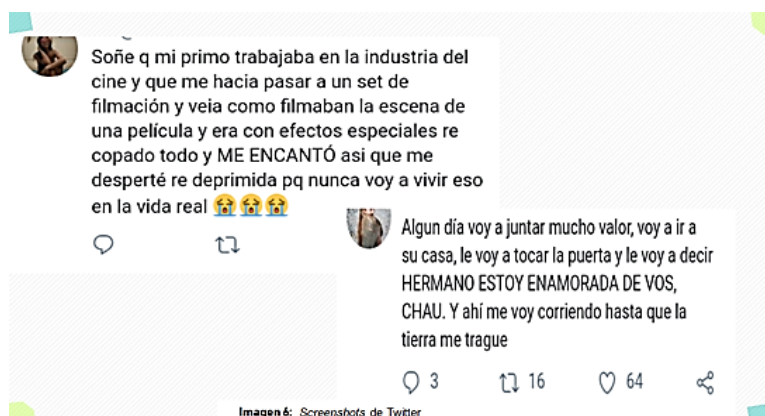 Soñe q mi primo trabajaba en la industria del
cine y que me hacia pasar a un set de
filmación y veia como filmaban la escena de
una película y era con efectos especiales re
copado todo y ME ENCANTÓ asi que me
desperté re deprimida pq nunca voy a vivir eso
en la vida real 😭😭😭
Algun día voy a juntar mucho valor, voy a ir a
su casa, le voy a tocar la puerta y le voy a decir
HERMANO ESTOY ENAMORADA DE VOS,
CHAU. Y ahí me voy corriendo hasta que la
tierra me trague
3 16 64
Imagen 6: Screenshots de Twitter